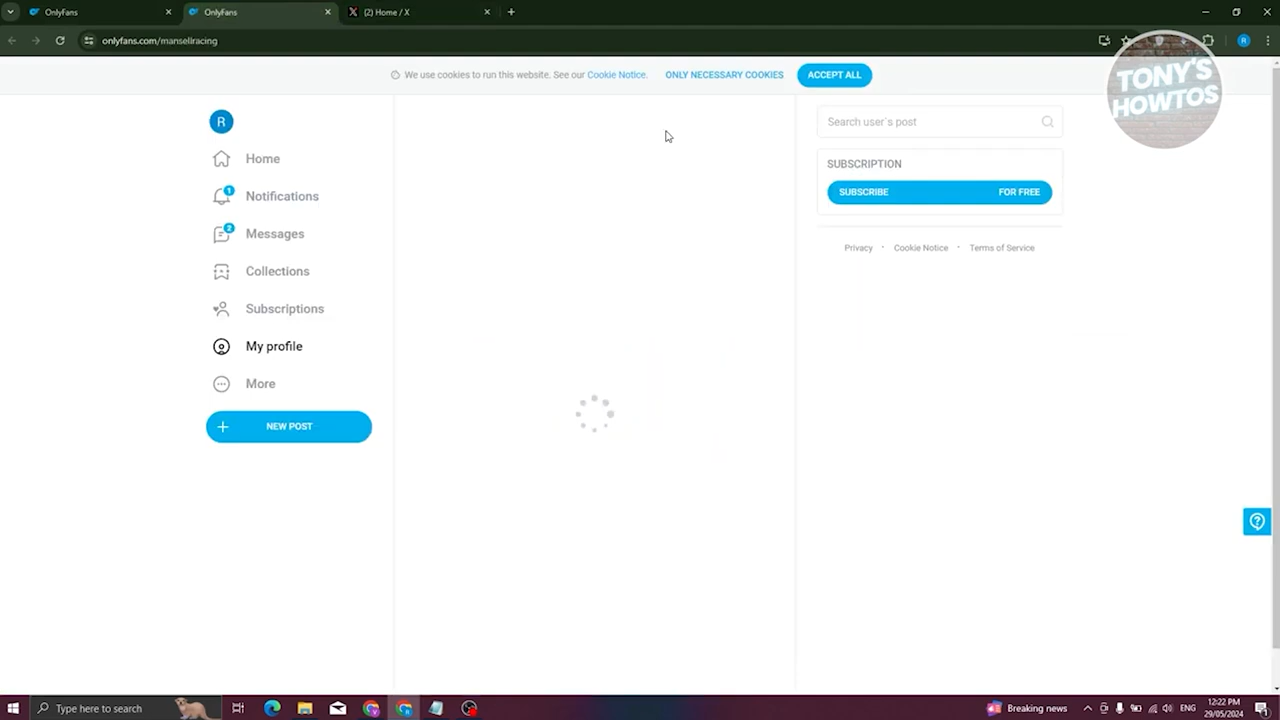 OnlyFans
OnlyFans
(2) Home / X
onlyfans.com/mansellracing
R
We use cookies to run this website. See our Cookie Notice.
ONLY NECESSARY COOKIES
ACCEPT ALL
TONY'S
HOWTOS
R
Home
1
Notifications
2
Messages
Collections
Subscriptions
My profile
More
NEW POST
Search user`s post
SUBSCRIPTION
SUBSCRIBE FOR FREE
Privacy · Cookie Notice · Terms of Service
Type here to search
Breaking news
ENG
12:22 PM
29/05/2024